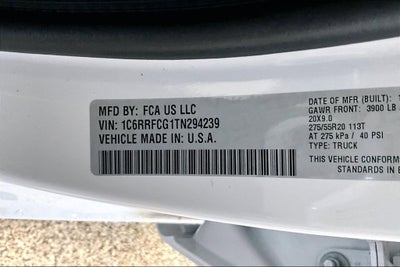 MFD BY: FCA US LLC
VIN: 1C6RRFCG1TN294239
VEHICLE MADE IN: U.S.A.
DATE OF MFR (BUILT):
GAWR FRONT: 3900 LB
20X9.0
275/55R20 113T
AT 275 kPa / 40 PSI
TYPE: TRUCK
THIS VEHICLE CONFORM
STANDARDS IN